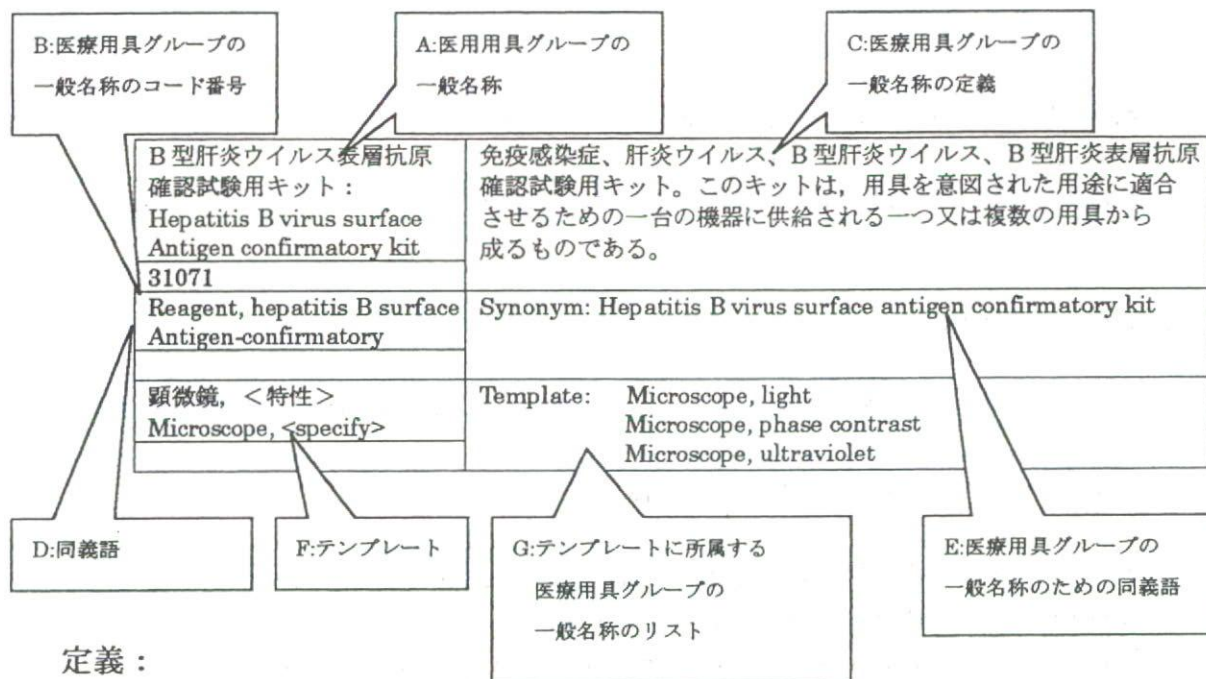 B:医療用具グループの
一般名称のコード番号
A:医用用具グループの
一般名称
C:医療用具グループの
一般名称の定義
B 型肝炎ウイルス表層抗原
確認試験用キット：
Hepatitis B virus surface
Antigen confirmatory kit
31071
免疫感染症、肝炎ウイルス、B 型肝炎ウイルス、B 型肝炎表層抗原
確認試験用キット。このキットは，用具を意図された用途に適合
させるための一台の機器に供給される一つ又は複数の用具から
成るものである。
Reagent, hepatitis B surface
Antigen-confirmatory
Synonym: Hepatitis B virus surface antigen confirmatory kit
顕微鏡，＜特性＞
Microscope, <specify>
Template: Microscope, light
Microscope, phase contrast
Microscope, ultraviolet
D:同義語
F:テンプレート
G:テンプレートに所属する
医療用具グループの
一般名称のリスト
E:医療用具グループの
一般名称のための同義語
定義：